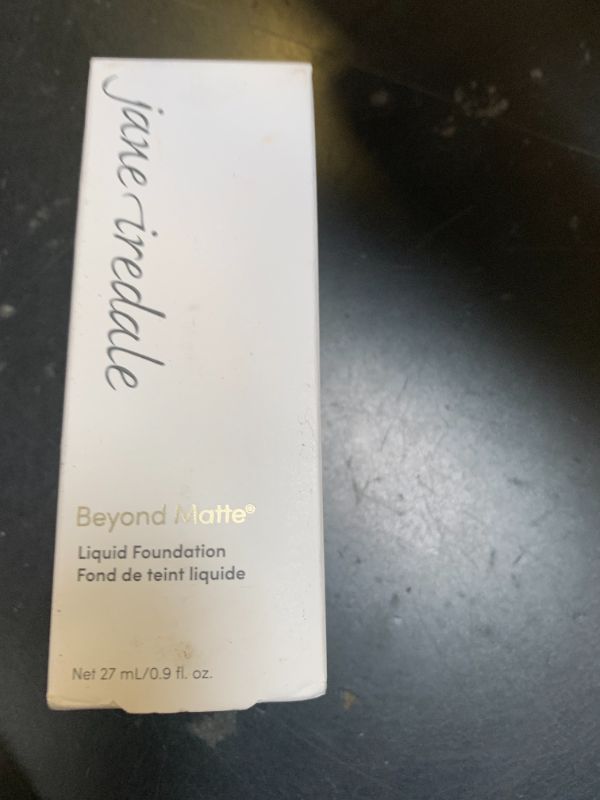 jane iredale
Beyond Matte®
Liquid Foundation
Fond de teint liquide
Net 27 mL/0.9 fl. oz.